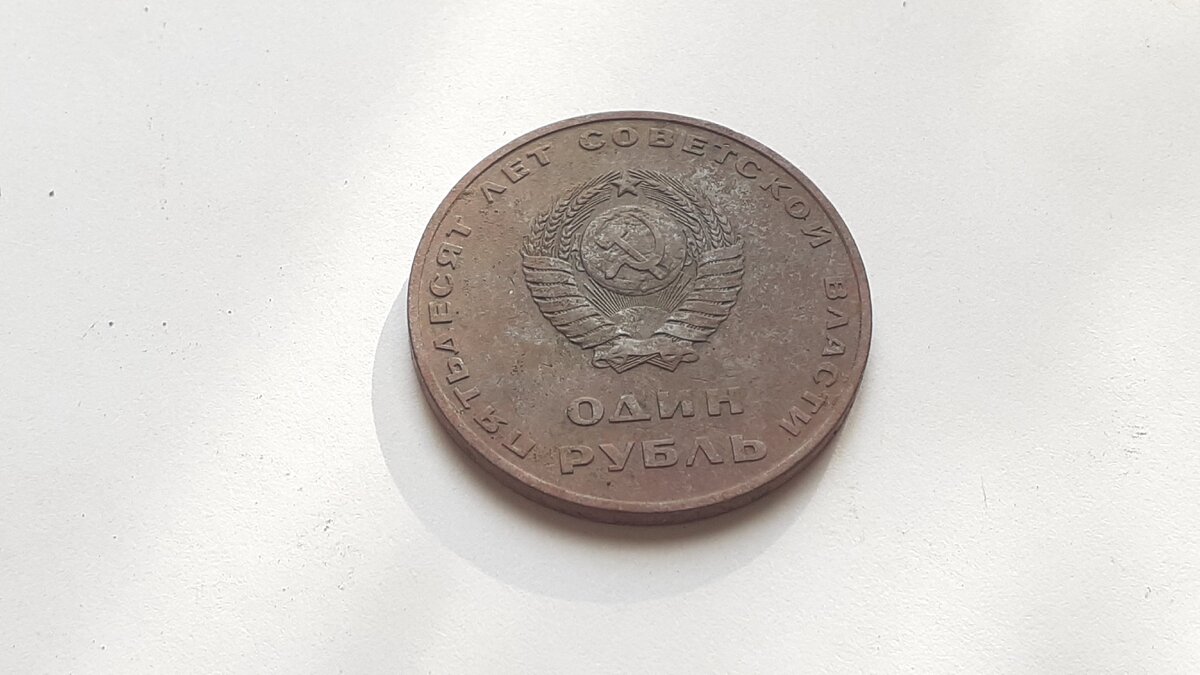 ПЯТЬДЕСЯТ ЛЕТ СОВЕТСКОЙ ВЛАСТИ
ОДИН
РУБЛЬ